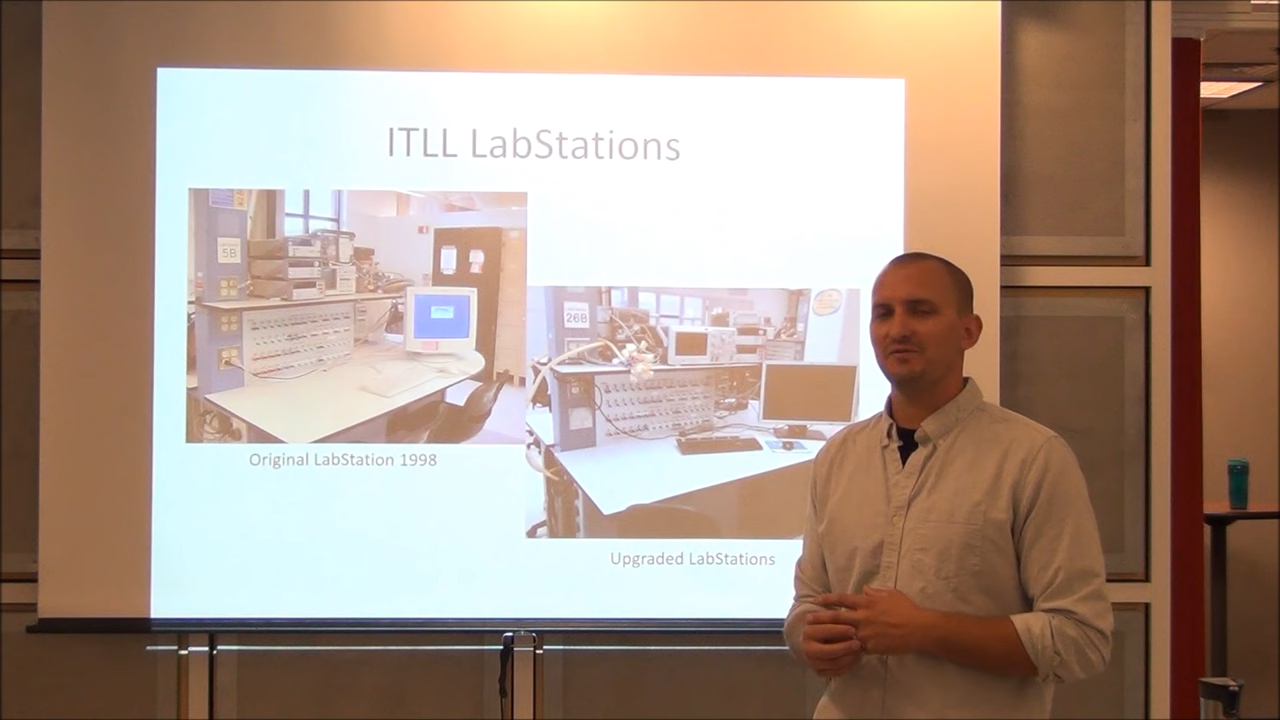 ITLL LabStations
5B
26B
Original LabStation 1998
Upgraded LabStations